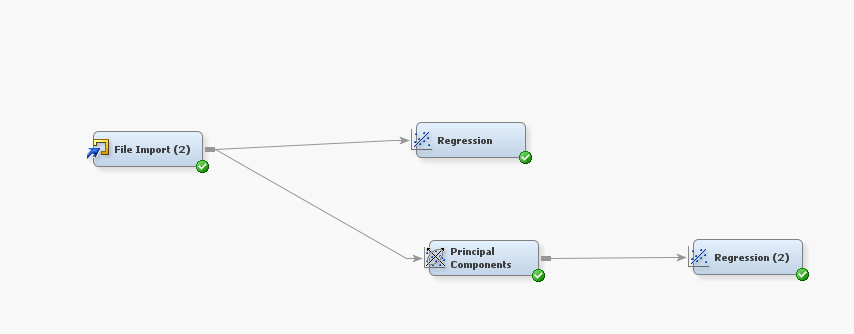 Regression
File Import (2)
Principal
Components
Regression (2)